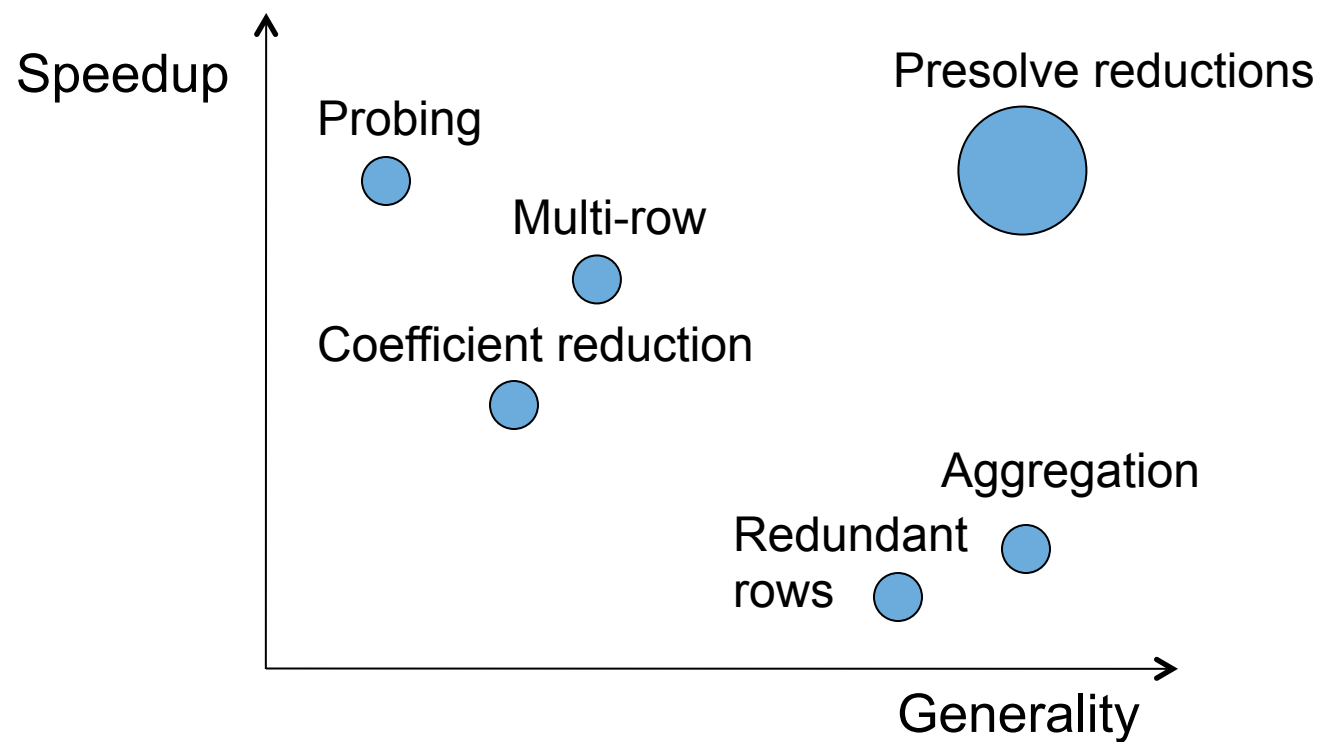 Speedup
Presolve reductions
Probing
Multi-row
Coefficient reduction
Aggregation
Redundant
rows
Generality